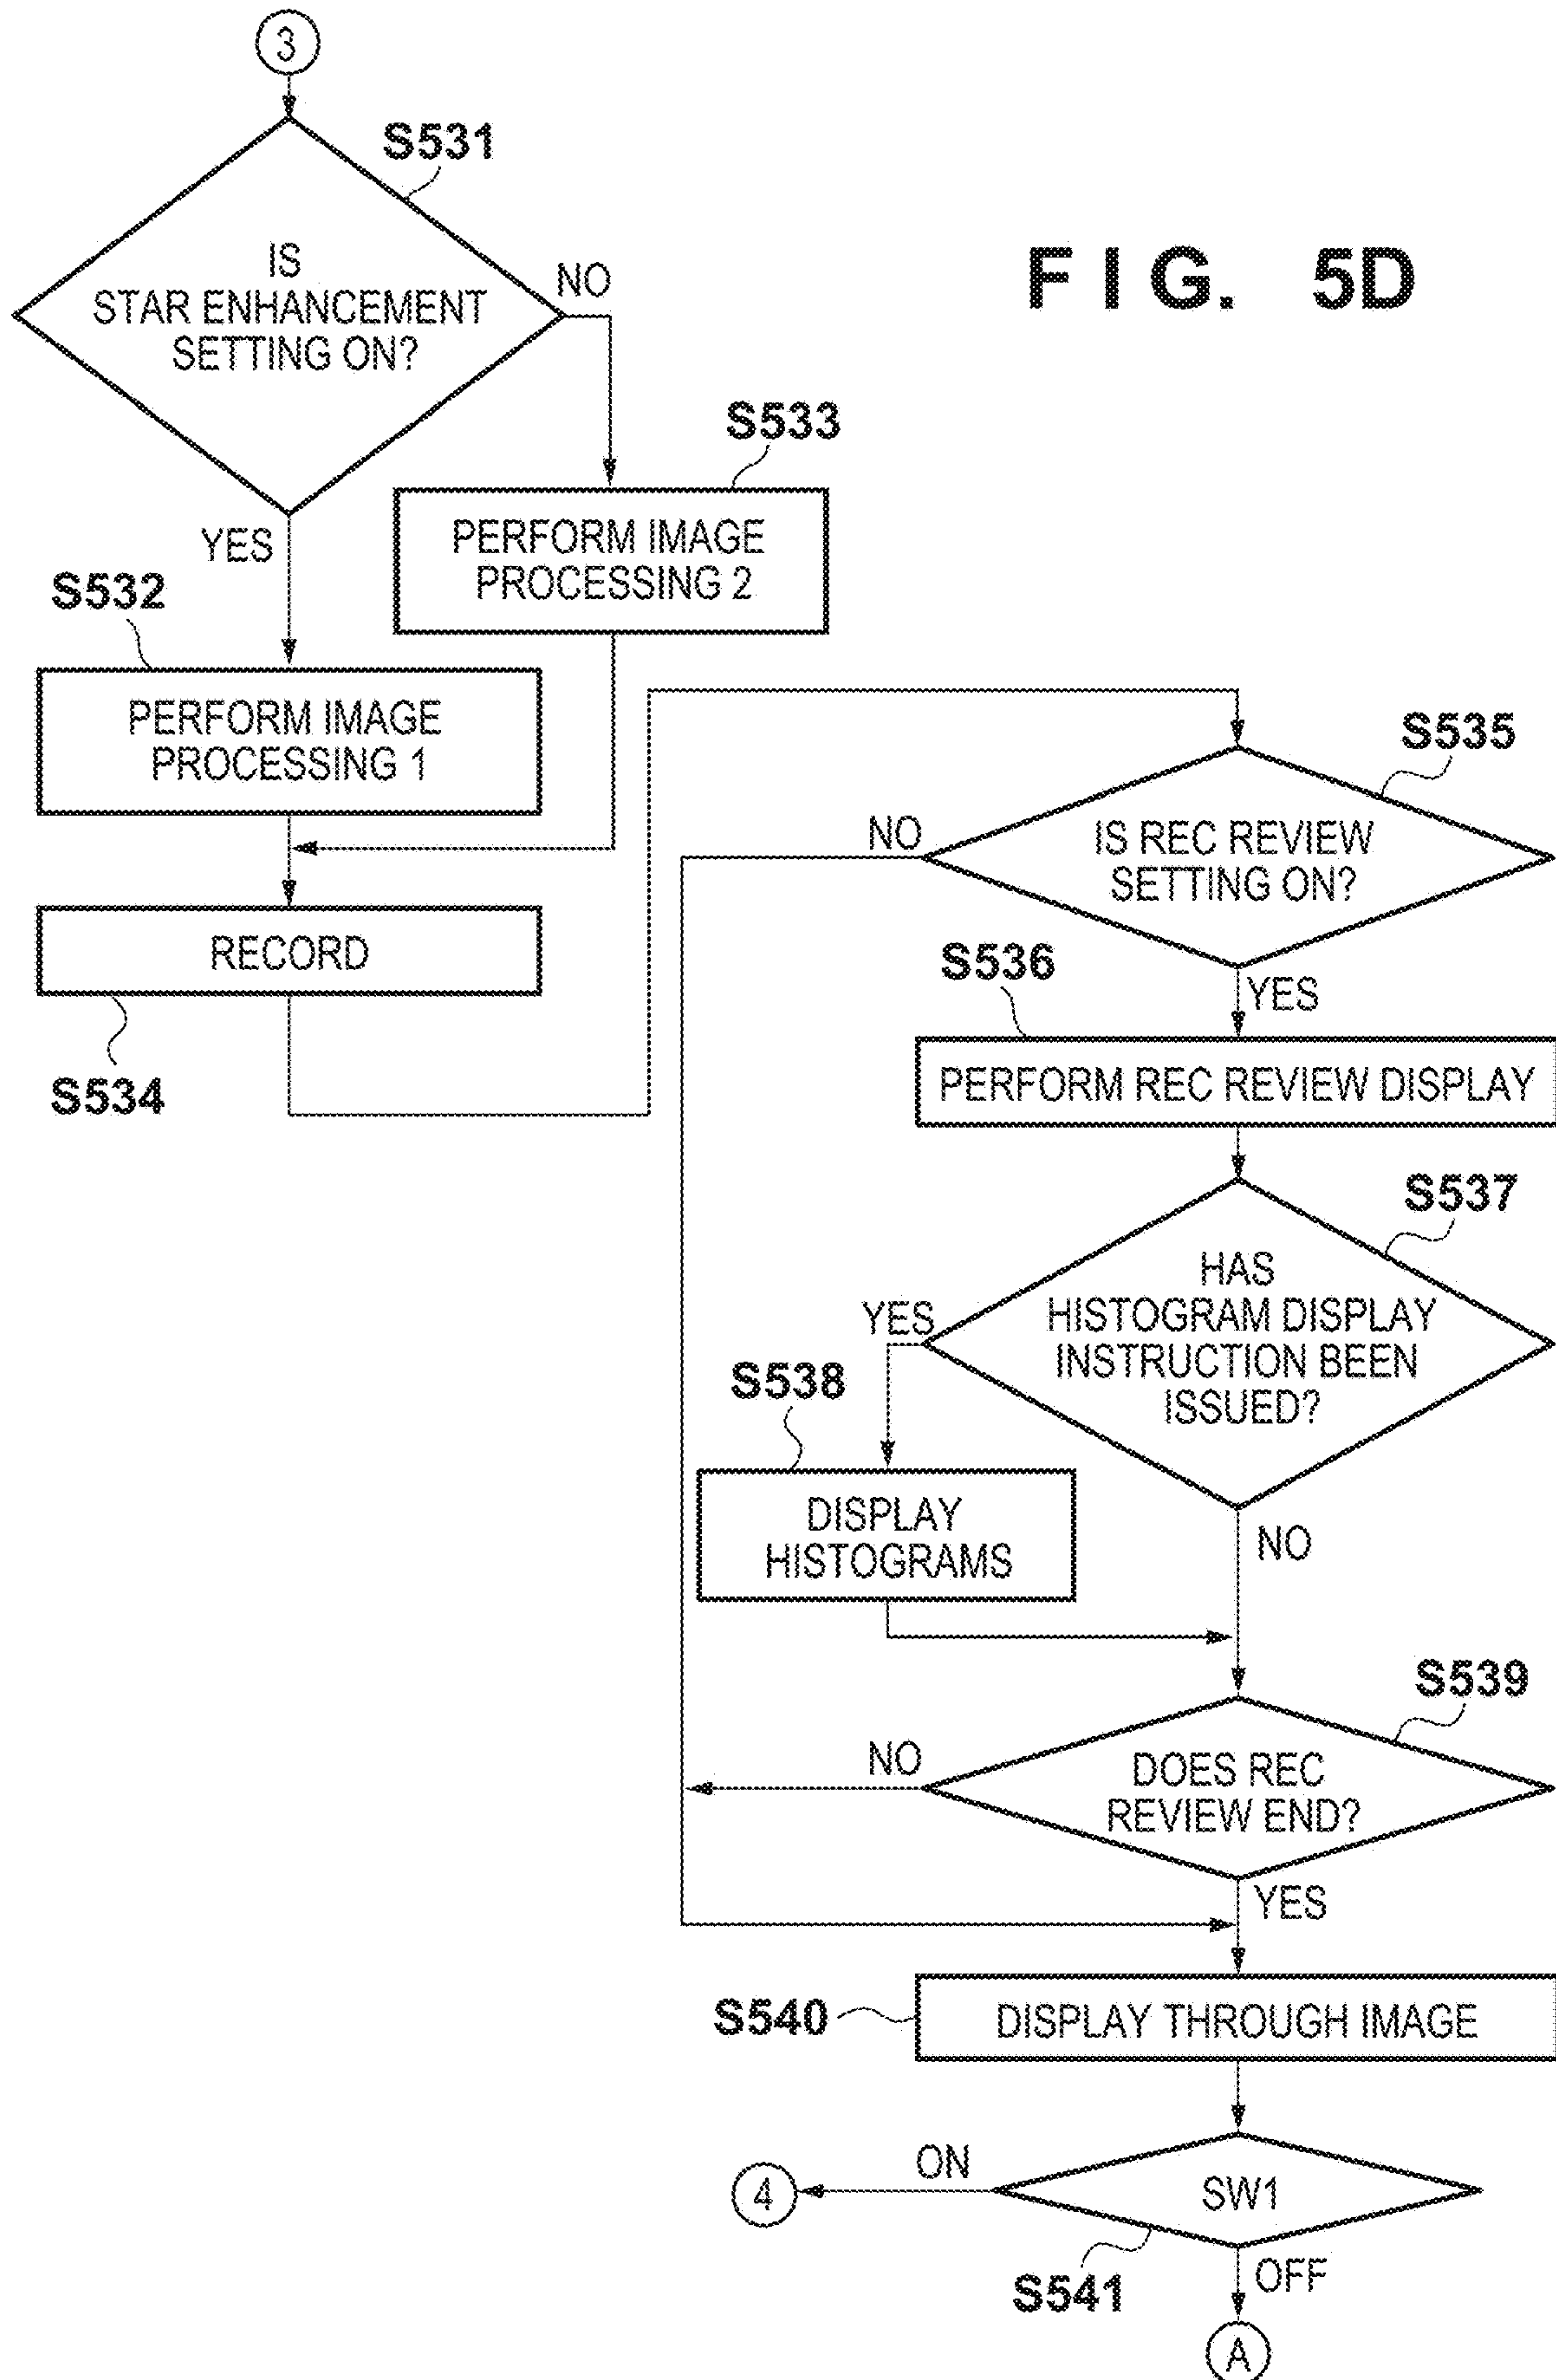 3
S531
FIG. 5D
IS
STAR ENHANCEMENT
SETTING ON?
NO
S533
YES
PERFORM IMAGE
PROCESSING 2
S532
PERFORM IMAGE
PROCESSING 1
RECORD
S534
S535
NO
IS REC REVIEW
SETTING ON?
S536
YES
PERFORM REC REVIEW DISPLAY
S537
HAS
HISTOGRAM DISPLAY
INSTRUCTION BEEN
ISSUED?
YES
S538
DISPLAY
HISTOGRAMS
NO
S539
NO
DOES REC
REVIEW END?
YES
S540
DISPLAY THROUGH IMAGE
ON
4
SW1
S541
OFF
A